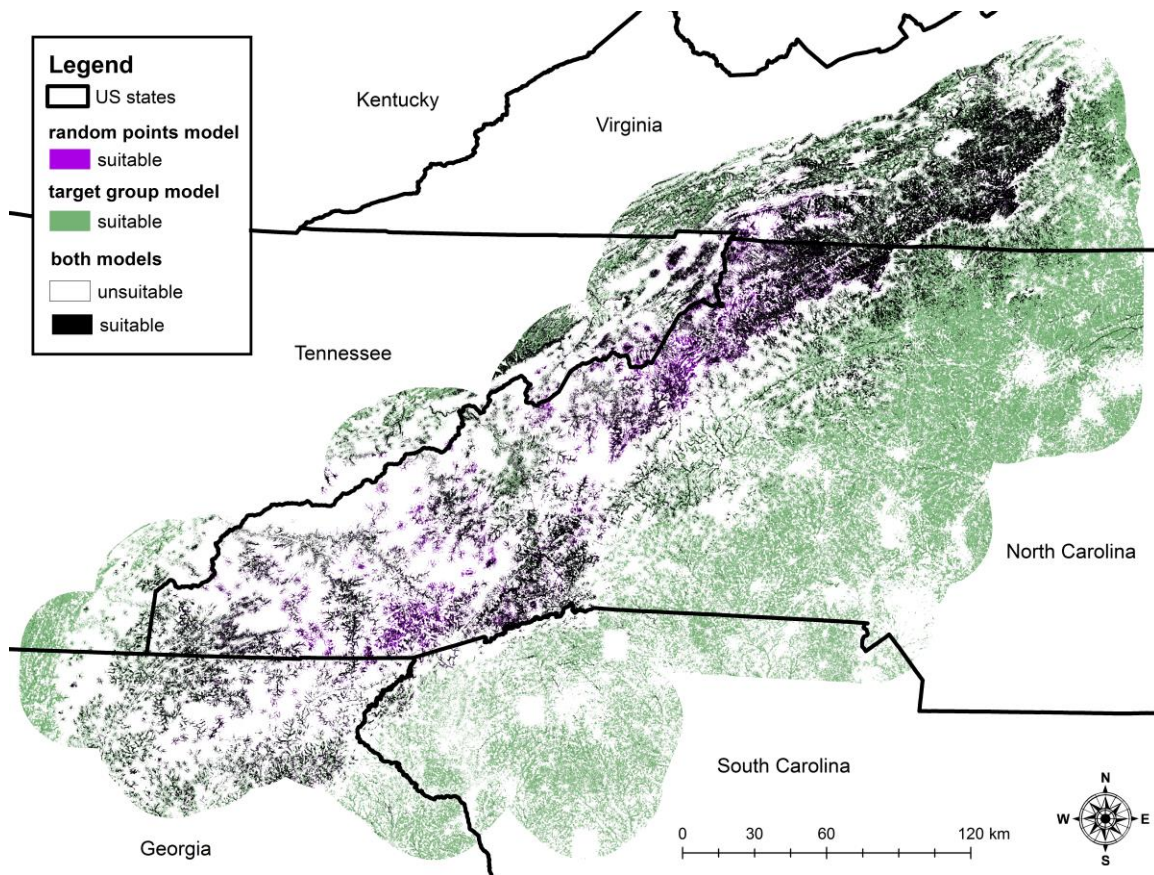 Legend
US states
random points model
suitable
target group model
suitable
both models
unsuitable
suitable
Kentucky
Virginia
Tennessee
North Carolina
South Carolina
Georgia
0 30 60 120 km
N
W E
S